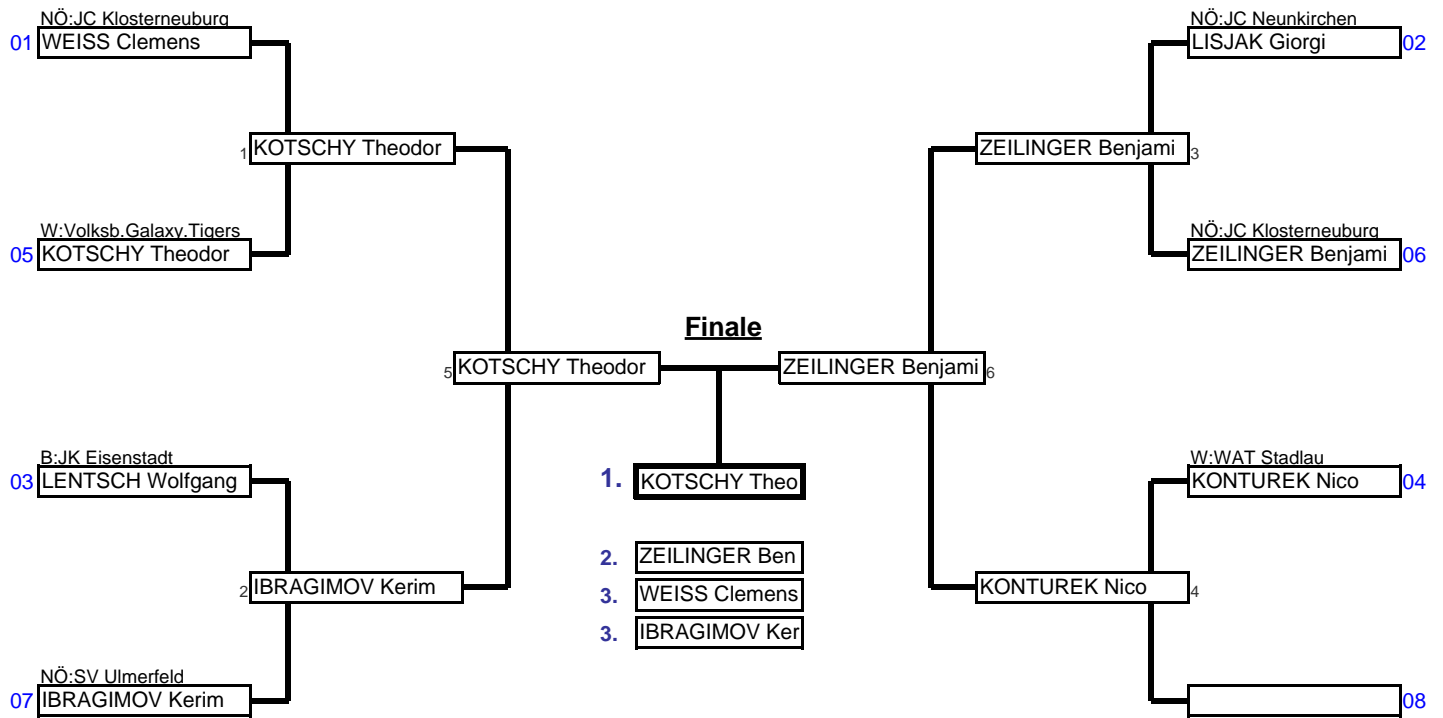 NÖ:JC Klosterneuburg
01 WEISS Clemens
NÖ:JC Neunkirchen
LISJAK Giorgi 02
1 KOTSCHY Theodor
ZEILINGER Benjami 3
W:Volksb.Galaxy.Tigers
05 KOTSCHY Theodor
NÖ:JC Klosterneuburg
ZEILINGER Benjami 06
Finale
5 KOTSCHY Theodor
ZEILINGER Benjami 6
B:JK Eisenstadt
03 LENTSCH Wolfgang
W:WAT Stadlau
KONTUREK Nico 04
1. KOTSCHY Theo
2. ZEILINGER Ben
3. WEISS Clemens
3. IBRAGIMOV Ker
2 IBRAGIMOV Kerim
KONTUREK Nico 4
NÖ:SV Ulmerfeld
07 IBRAGIMOV Kerim
08